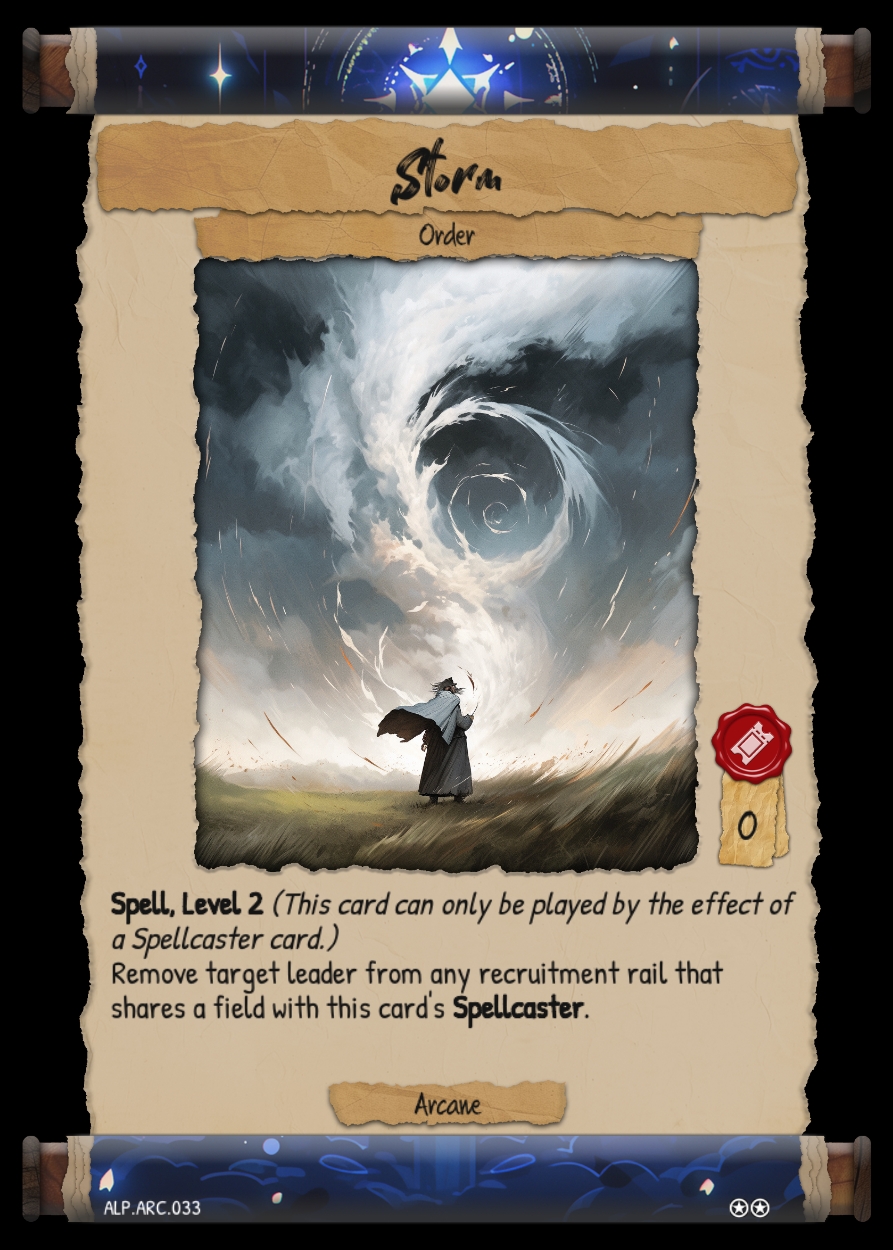 Storm
Order
0
Spell, Level 2 (This card can only be played by the effect of
a Spellcaster card.)
Remove target leader from any recruitment rail that
shares a field with this card's Spellcaster.
Arcane
ALP.ARC.033